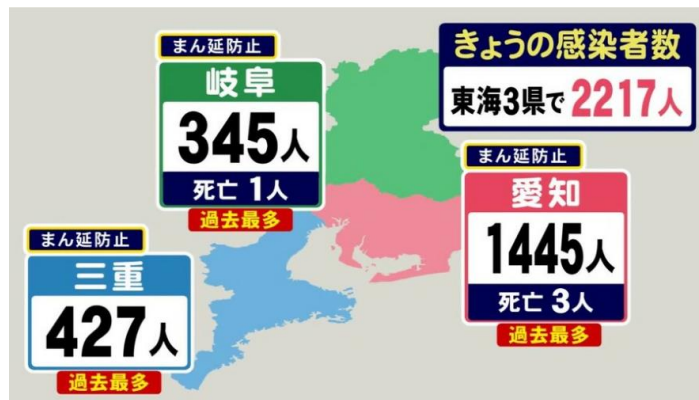 きょうの感染者数
東海3県で2217人
まん延防止
岐阜
345人
死亡1人
過去最多
まん延防止
愛知
1445人
死亡3人
過去最多
まん延防止
三重
427人
過去最多